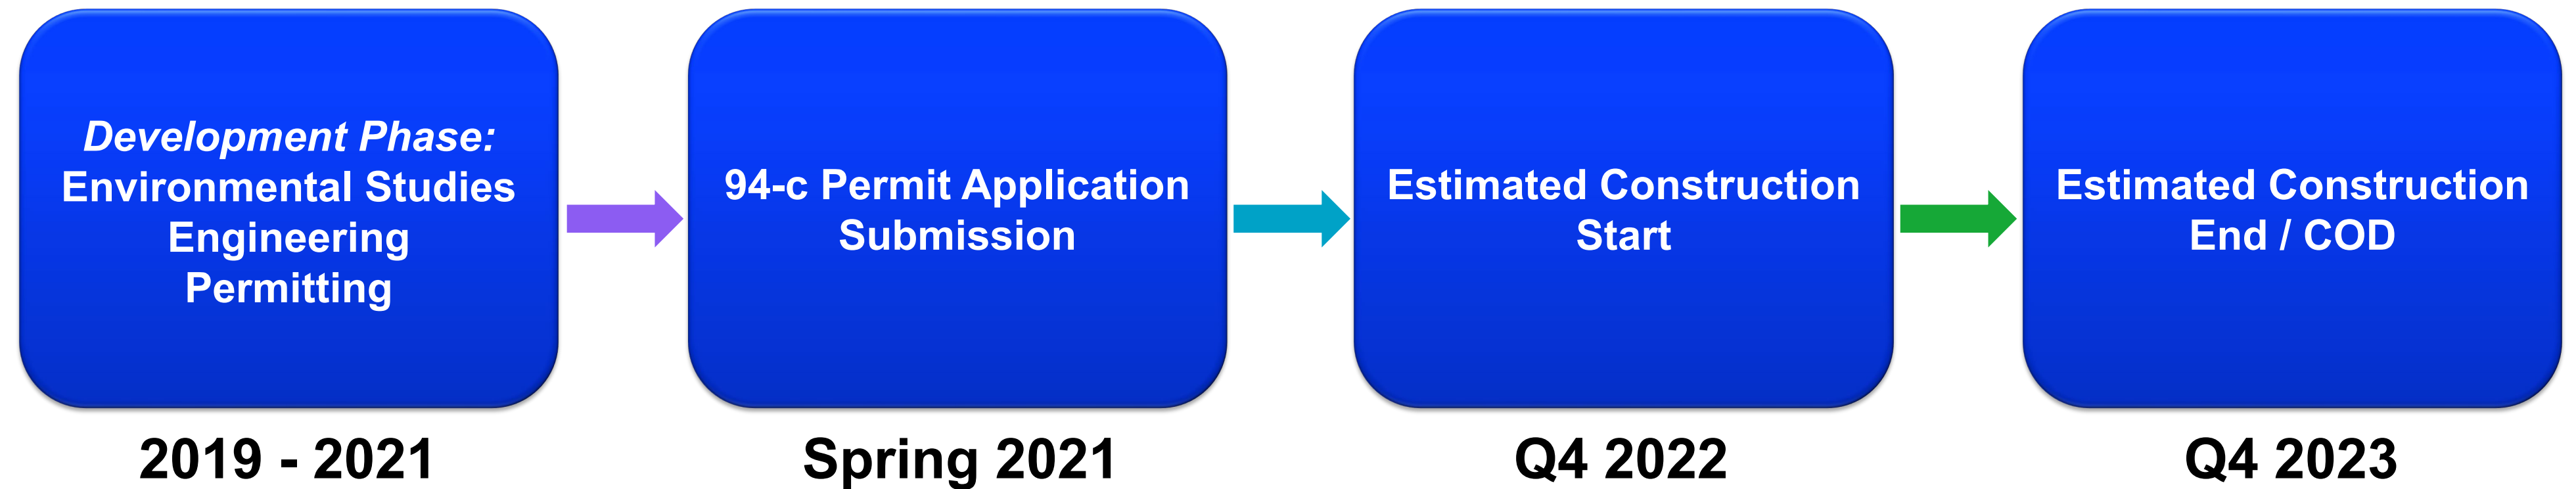 Development Phase:
Environmental Studies
Engineering
Permitting
2019 - 2021
94-c Permit Application
Submission
Spring 2021
Estimated Construction
Start
Q4 2022
Estimated Construction
End / COD
Q4 2023